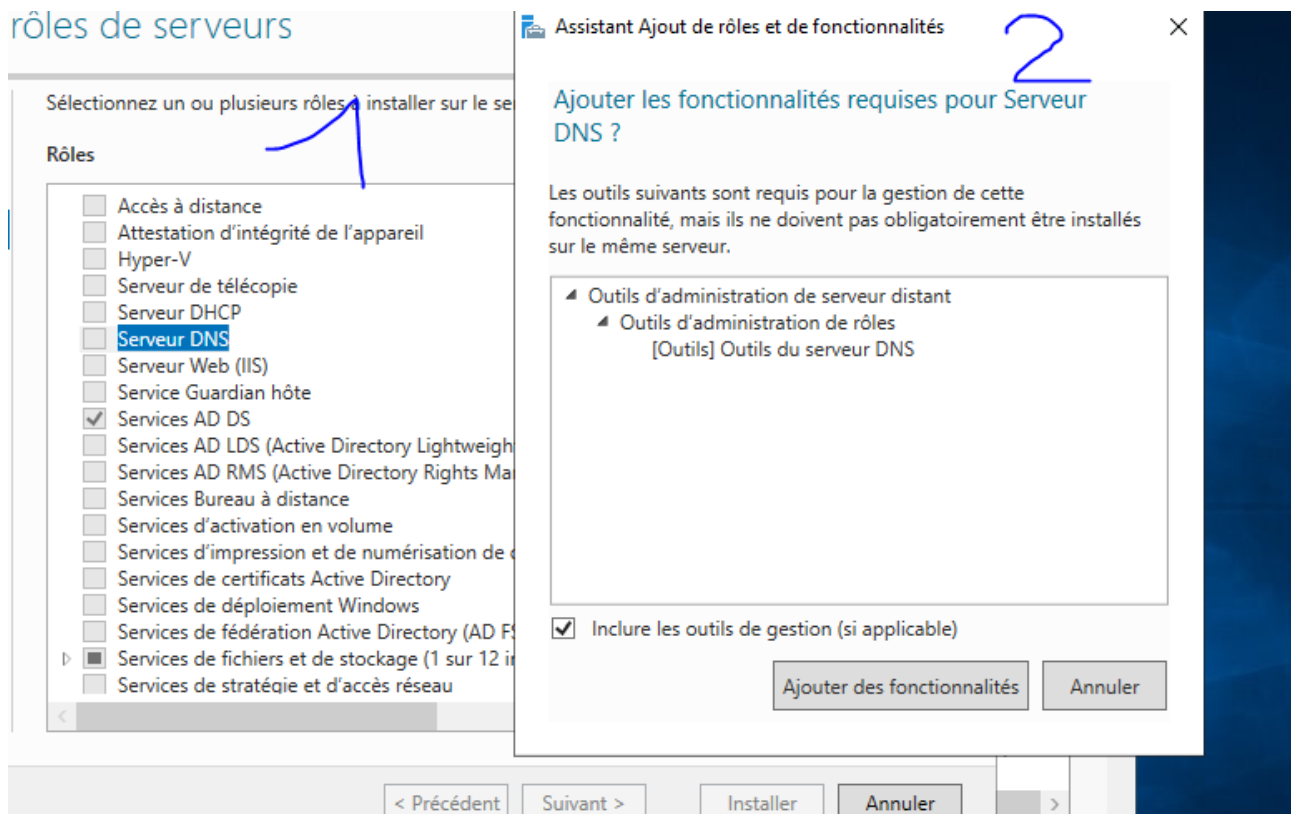 rôles de serveurs
1
Sélectionnez un ou plusieurs rôles à installer sur le se
Rôles
Accès à distance
Attestation d'intégrité de l'appareil
Hyper-V
Serveur de télécopie
Serveur DHCP
Serveur DNS
Serveur Web (IIS)
Service Guardian hôte
Services AD DS
Services AD LDS (Active Directory Lightweigh
Services AD RMS (Active Directory Rights Ma
Services Bureau à distance
Services d'activation en volume
Services d'impression et de numérisation de
Services de certificats Active Directory
Services de déploiement Windows
Services de fédération Active Directory (AD F
Services de fichiers et de stockage (1 sur 12 i
Services de stratégie et d'accès réseau
< Précédent
Suivant >
Installer
Annuler
Assistant Ajout de rôles et de fonctionnalités
2
Ajouter les fonctionnalités requises pour Serveur
DNS ?
Les outils suivants sont requis pour la gestion de cette
fonctionnalité, mais ils ne doivent pas obligatoirement être installés
sur le même serveur.
Outils d'administration de serveur distant
Outils d'administration de rôles
[Outils] Outils du serveur DNS
Inclure les outils de gestion (si applicable)
Ajouter des fonctionnalités
Annuler